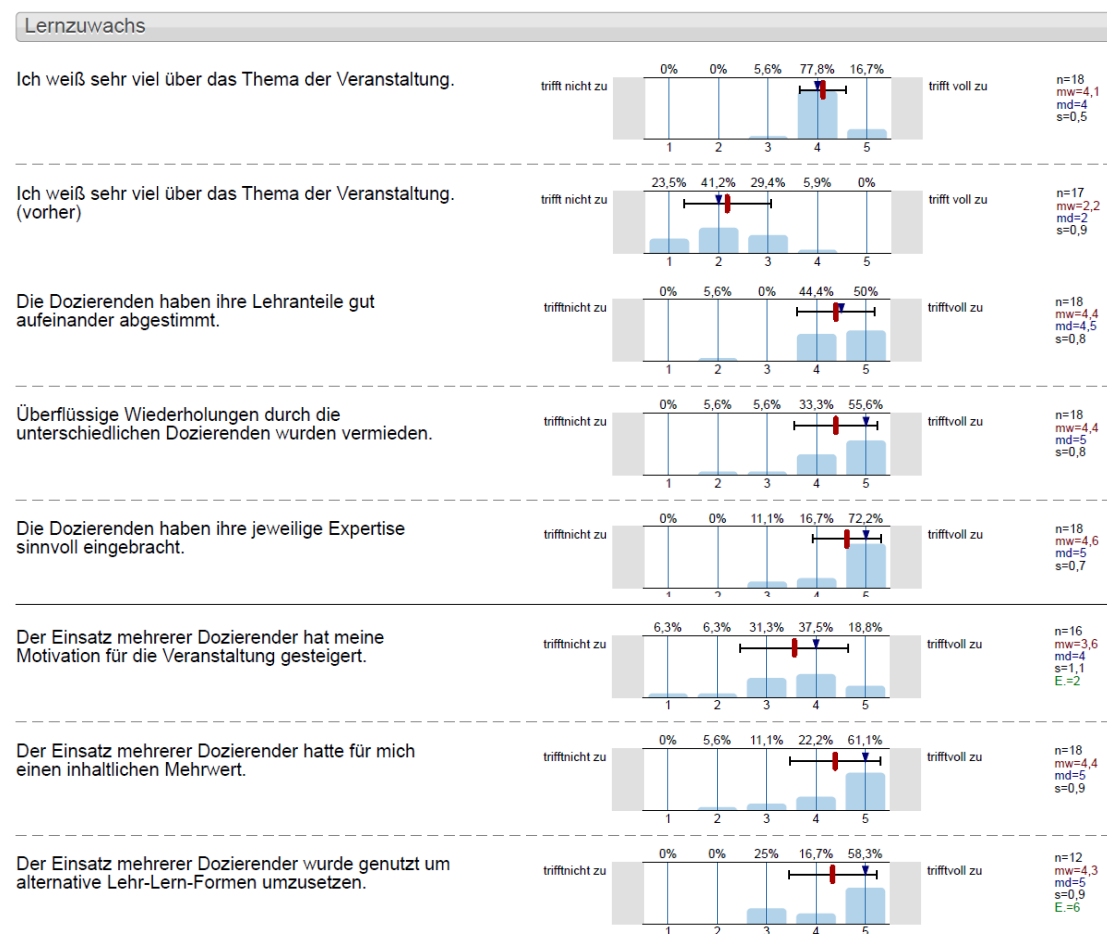 Lernzuwachs
Ich weiß sehr viel über das Thema der Veranstaltung.
trifft nicht zu
0% 0% 5,6% 77,8% 16,7%
1 2 3 4 5
trifft voll zu
n=18
mw=4,1
md=4
s=0,5
Ich weiß sehr viel über das Thema der Veranstaltung.
(vorher)
trifft nicht zu
23,5% 41,2% 29,4% 5,9% 0%
1 2 3 4 5
trifft voll zu
n=17
mw=2,2
md=2
s=0,9
Die Dozierenden haben ihre Lehranteile gut
aufeinander abgestimmt.
trifftnicht zu
0% 5,6% 0% 44,4% 50%
1 2 3 4 5
trifftvoll zu
n=18
mw=4,4
md=4,5
s=0,8
Überflüssige Wiederholungen durch die
unterschiedlichen Dozierenden wurden vermieden.
trifftnicht zu
0% 5,6% 5,6% 33,3% 55,6%
1 2 3 4 5
trifftvoll zu
n=18
mw=4,4
md=5
s=0,8
Die Dozierenden haben ihre jeweilige Expertise
sinnvoll eingebracht.
trifftnicht zu
0% 0% 11,1% 16,7% 72,2%
1 2 3 4 5
trifftvoll zu
n=18
mw=4,6
md=5
s=0,7
Der Einsatz mehrerer Dozierender hat meine
Motivation für die Veranstaltung gesteigert.
trifftnicht zu
6,3% 6,3% 31,3% 37,5% 18,8%
1 2 3 4 5
trifftvoll zu
n=16
mw=3,6
md=4
s=1,1
E.=2
Der Einsatz mehrerer Dozierender hatte für mich
einen inhaltlichen Mehrwert.
trifftnicht zu
0% 5,6% 11,1% 22,2% 61,1%
1 2 3 4 5
trifftvoll zu
n=18
mw=4,4
md=5
s=0,9
Der Einsatz mehrerer Dozierender wurde genutzt um
alternative Lehr-Lern-Formen umzusetzen.
trifftnicht zu
0% 0% 25% 16,7% 58,3%
1 2 3 4 5
trifftvoll zu
n=12
mw=4,3
md=5
s=0,9
E.=6